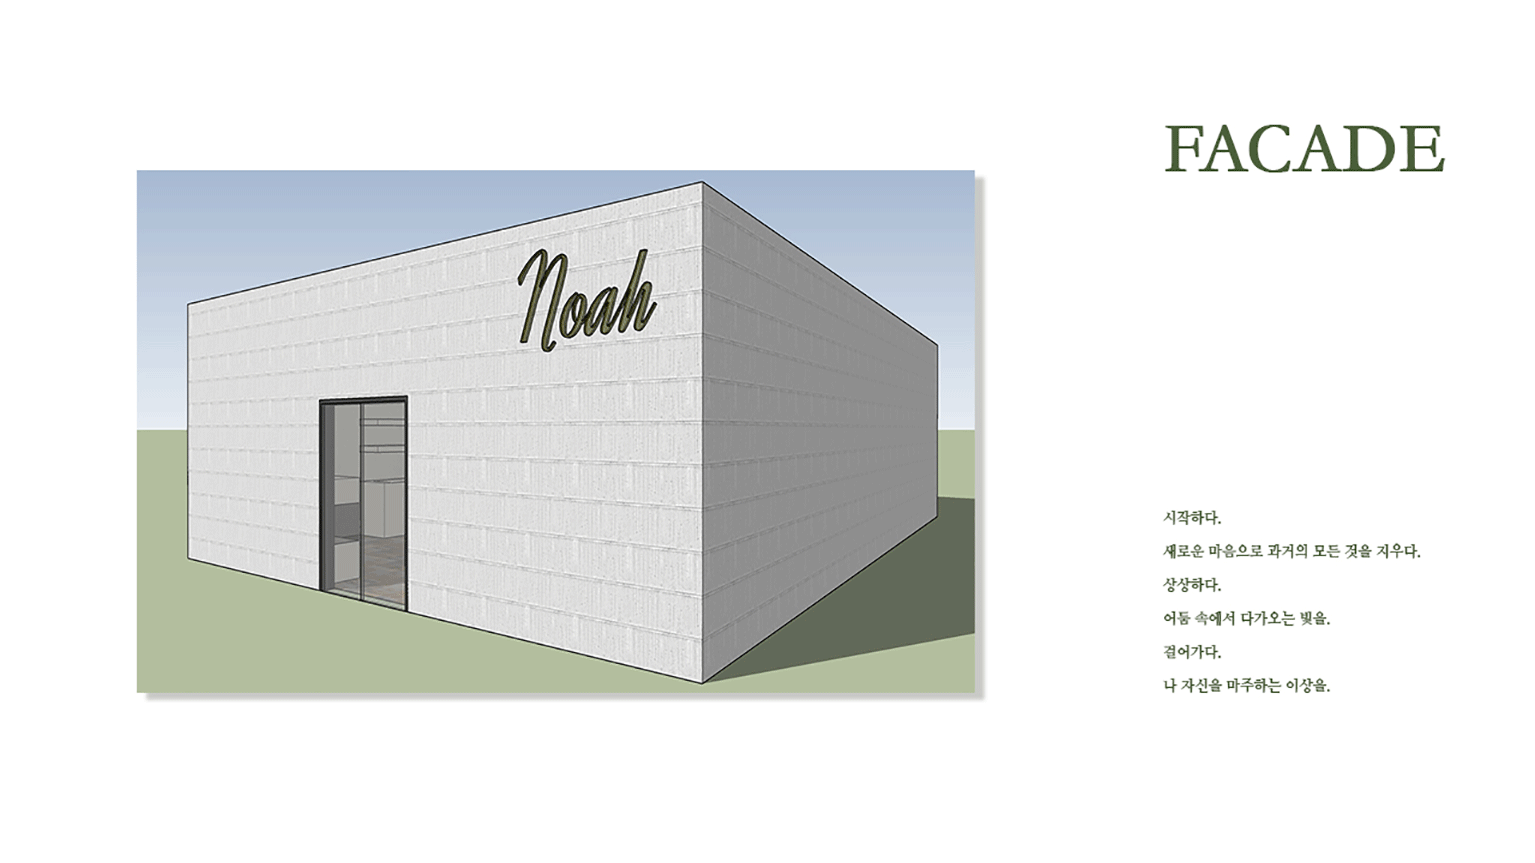 FACADE
Noah
시작하다.
새로운 마음으로 과거의 모든 것을 지우다.
상상하다.
어둠 속에서 다가오는 빛을.
걸어가다.
나 자신을 마주하는 이상을.